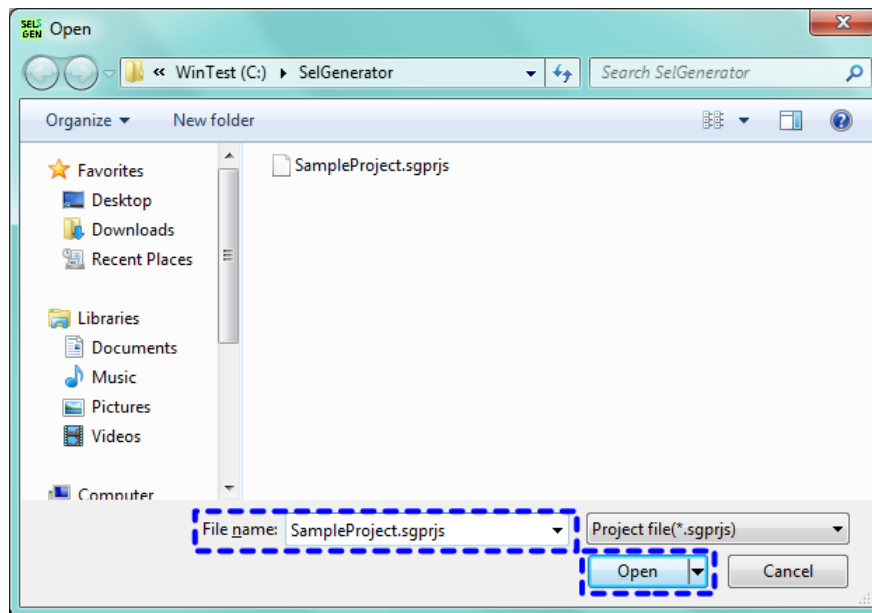 SELS GEN Open
« WinTest (C:) ▸ SelGenerator Search SelGenerator
Organize New folder
Favorites
Desktop
Downloads
Recent Places
Libraries
Documents
Music
Pictures
Videos
Computer
SampleProject.sgprjs
File name: SampleProject.sgprjs Project file(*.sgprjs)
Open Cancel